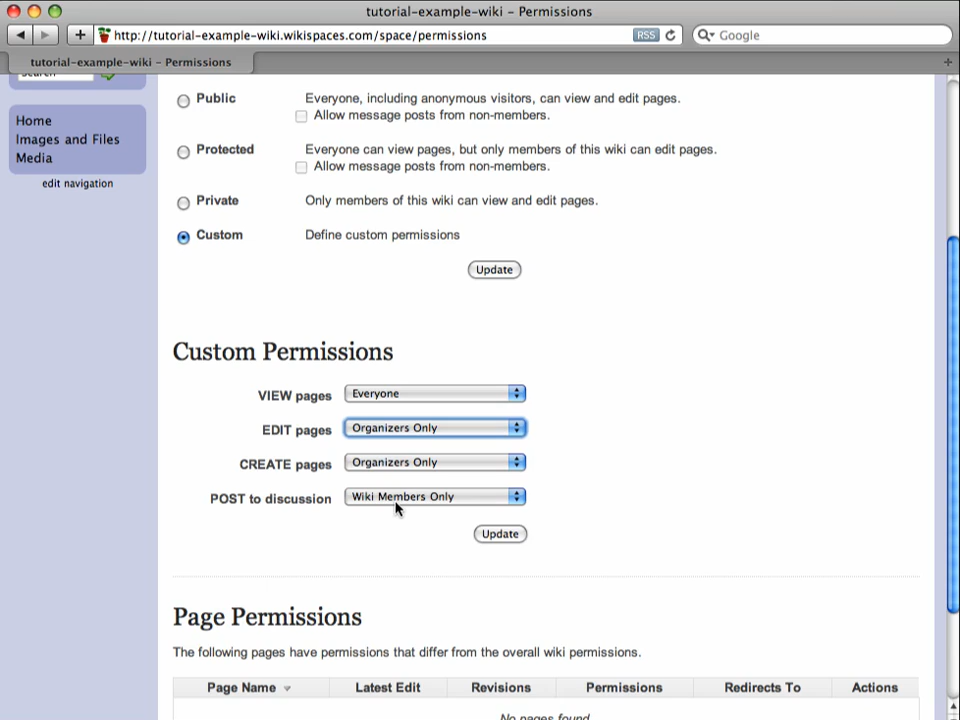 tutorial-example-wiki – Permissions
http://tutorial-example-wiki.wikispaces.com/space/permissions
RSS
Google
tutorial-example-wiki – Permissions
Home
Images and Files
Media
edit navigation
Public Everyone, including anonymous visitors, can view and edit pages.
Allow message posts from non-members.
Protected Everyone can view pages, but only members of this wiki can edit pages.
Allow message posts from non-members.
Private Only members of this wiki can view and edit pages.
Custom Define custom permissions
Update
Custom Permissions
VIEW pages Everyone
EDIT pages Organizers Only
CREATE pages Organizers Only
POST to discussion Wiki Members Only
Update
Page Permissions
The following pages have permissions that differ from the overall wiki permissions.
Page Name Latest Edit Revisions Permissions Redirects To Actions
No pages found